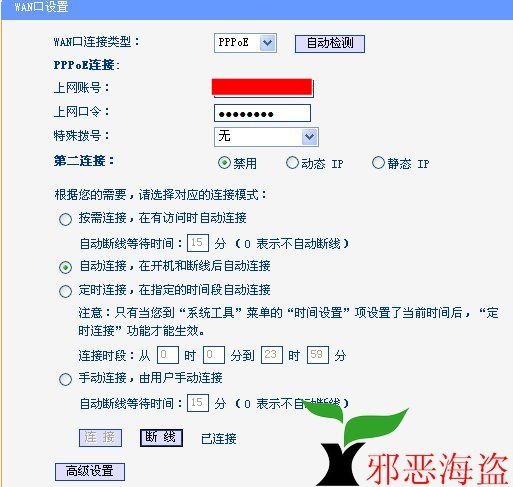 WAN口设置
WAN口连接类型： PPPoE 自动检测
PPPoE连接:
上网账号：
上网口令： ●●●●●●●●
特殊拨号： 无
第二连接： 禁用 动态 IP 静态 IP
根据您的需要，请选择对应的连接模式：
按需连接，在有访问时自动连接
自动断线等待时间：15 分（0 表示不自动断线）
自动连接，在开机和断线后自动连接
定时连接，在指定的时间段自动连接
注意：只有当您到“系统工具”菜单的“时间设置”项设置了当前时间后，“定
时连接”功能才能生效。
连接时段：从 0 时 0 分到 23 时 59 分
手动连接，由用户手动连接
自动断线等待时间：15 分（0 表示不自动断线）
连 接 断 线 已连接
高级设置
邪恶海盗